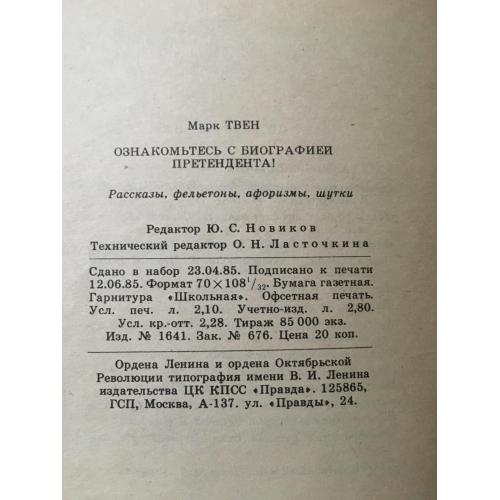 Марк ТВЕН
ОЗНАКОМЬТЕСЬ С БИОГРАФИЕЙ
ПРЕТЕНДЕНТА!
Рассказы, фельетоны, афоризмы, шутки
Редактор Ю. С. Новиков
Технический редактор О. Н. Ласточкина
Сдано в набор 23.04.85. Подписано к печати
12.06.85. Формат 70×108¹/₃₂. Бумага газетная.
Гарнитура «Школьная». Офсетная печать.
Усл. печ. л. 2,10. Учетно-изд. л. 2,80.
Усл. кр.-отт. 2,28. Тираж 85 000 экз.
Изд. № 1641. Зак. № 676. Цена 20 коп.
Ордена Ленина и ордена Октябрьской
Революции типография имени В. И. Ленина
издательства ЦК КПСС «Правда». 125865,
ГСП, Москва, А-137. ул. «Правды», 24.